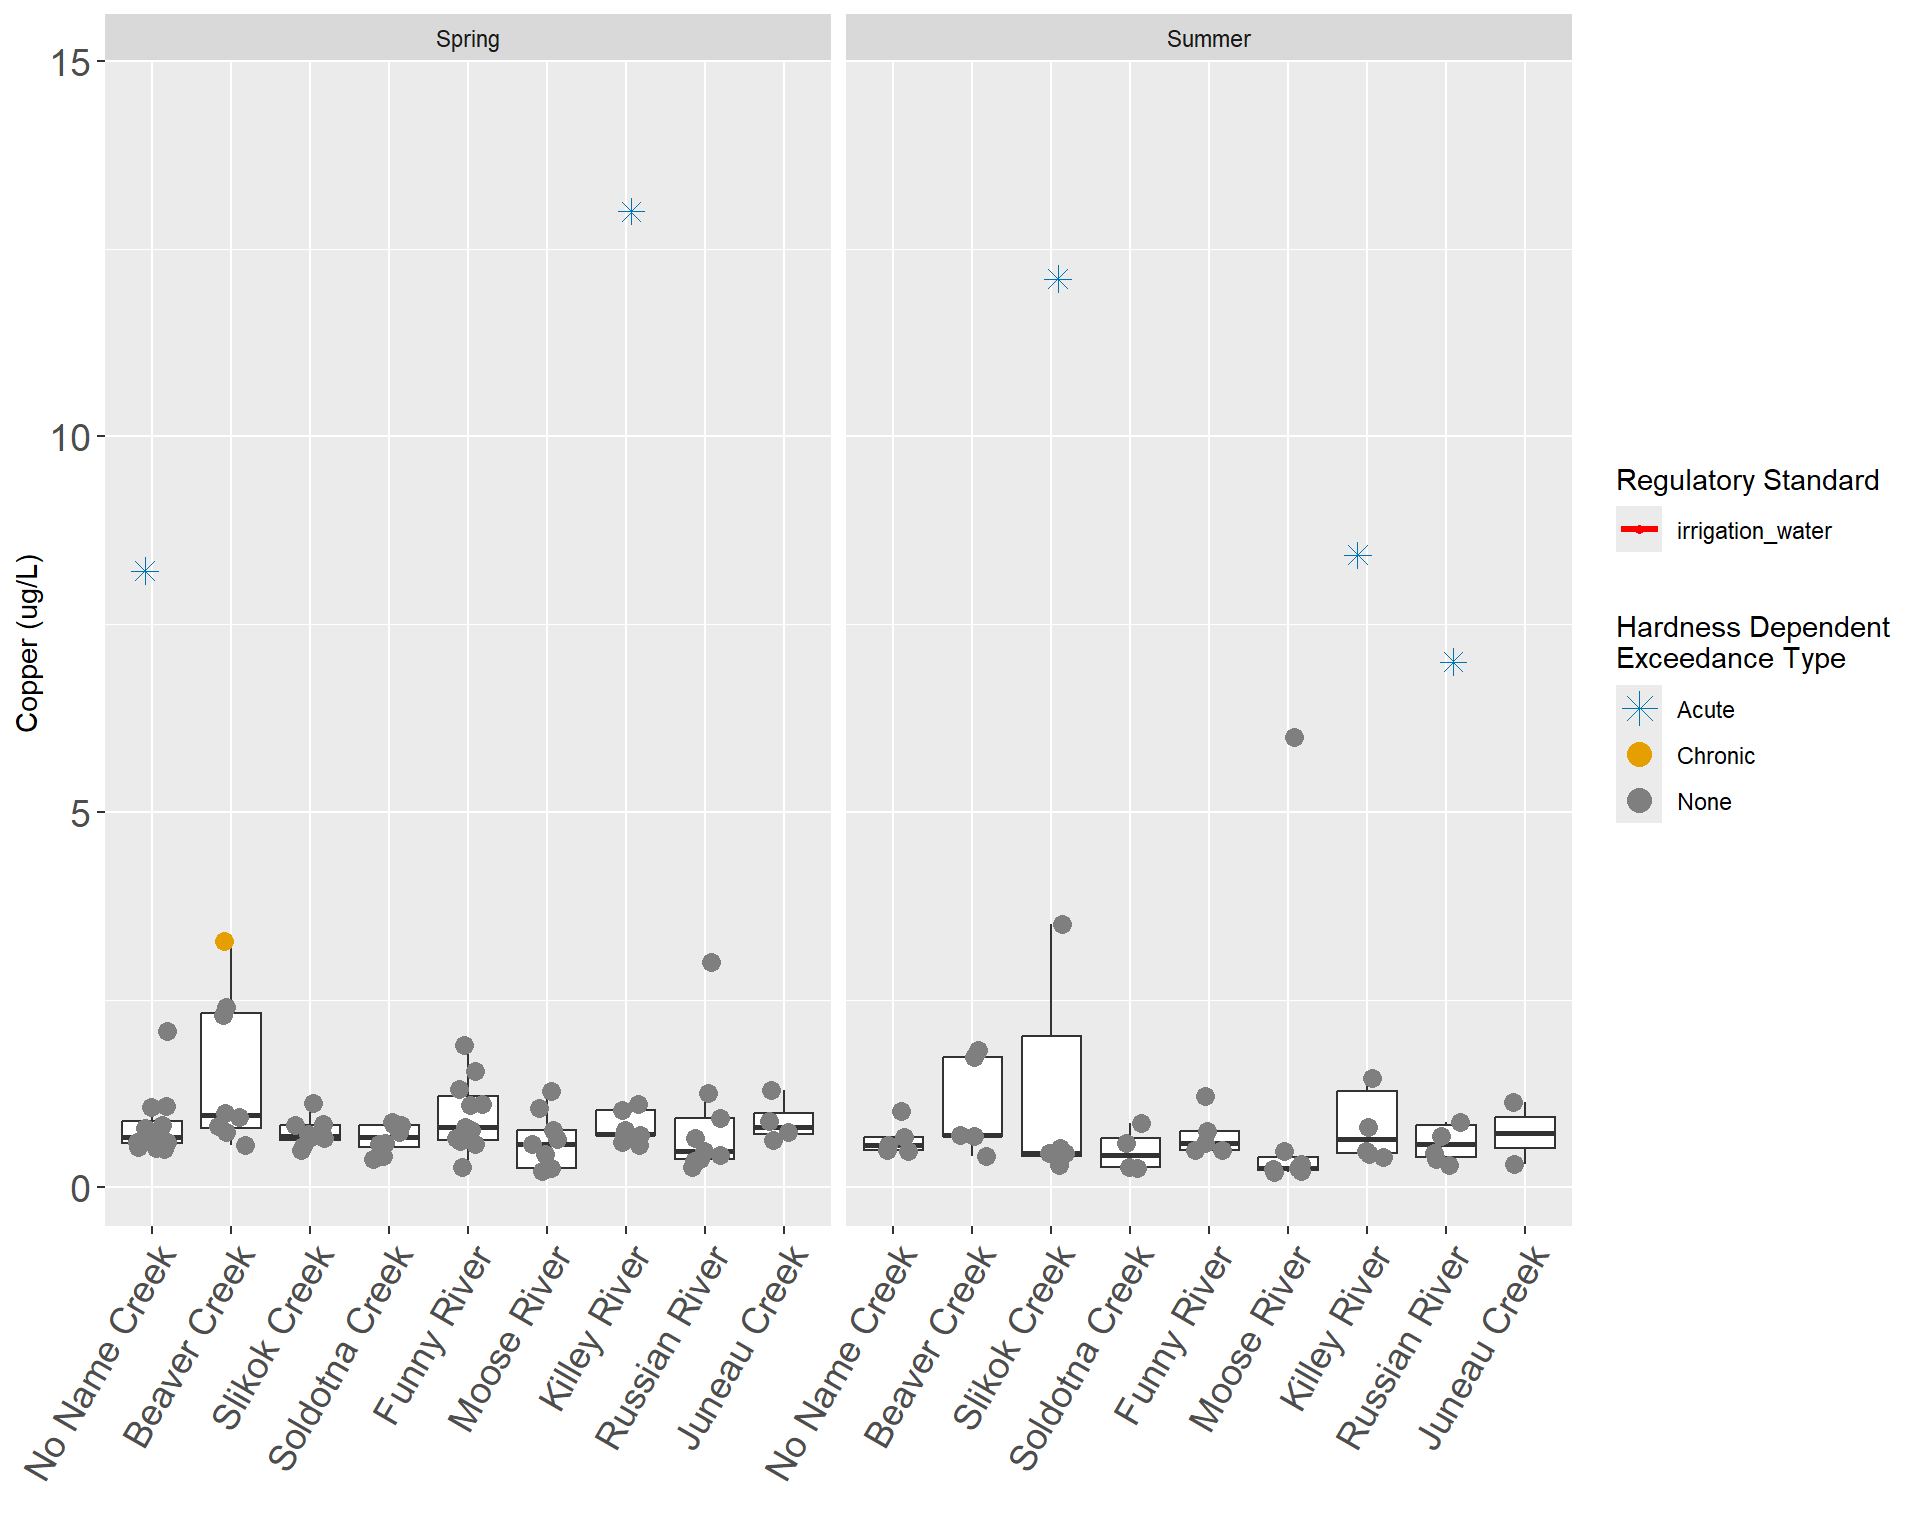 Spring
Summer
15
10
5
0
Copper (ug/L)
No Name Creek
Beaver Creek
Slikok Creek
Soldotna Creek
Funny River
Moose River
Killey River
Russian River
Juneau Creek
No Name Creek
Beaver Creek
Slikok Creek
Soldotna Creek
Funny River
Moose River
Killey River
Russian River
Juneau Creek
Regulatory Standard
irrigation_water
Hardness Dependent
Exceedance Type
Acute
Chronic
None